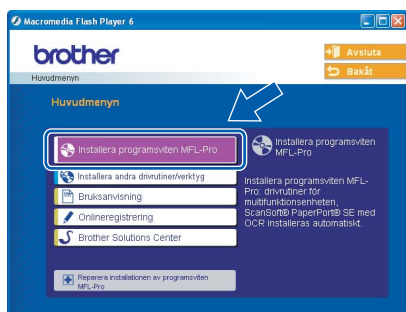 Macromedia Flash Player 6
brother
Avsluta
Bakåt
Huvudmenyn
Huvudmenyn
Installera programsviten MFL-Pro
Installera andra drivrutiner/verktyg
Bruksanvisning
Onlineregistrering
Brother Solutions Center
Reparera installationen av programsviten
MFL-Pro
Installera programsviten
MFL-Pro
Installera programsviten MFL-
Pro: drivrutiner för
multifunktionsenheten,
ScanSoft® PaperPort® SE med
OCR installeras automatiskt.